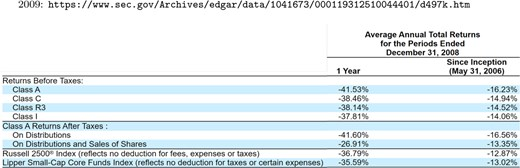 2009: https://www.sec.gov/Archives/edgar/data/1041673/000119312510044401/d497k.htm
Average Annual Total Returns
for the Periods Ended
December 31, 2008
Since Inception
1 Year (May 31, 2006)
Returns Before Taxes:
Class A -41.53% -16.23%
Class C -38.46% -14.94%
Class R3 -38.14% -14.52%
Class I -37.81% -14.06%
Class A Returns After Taxes :
On Distributions -41.60% -16.56%
On Distributions and Sales of Shares -26.91% -13.35%
Russell 2500® Index (reflects no deduction for fees, expenses or taxes) -36.79% -12.87%
Lipper Small-Cap Core Funds Index (reflects no deduction for taxes or certain expenses) -35.59% -13.02%